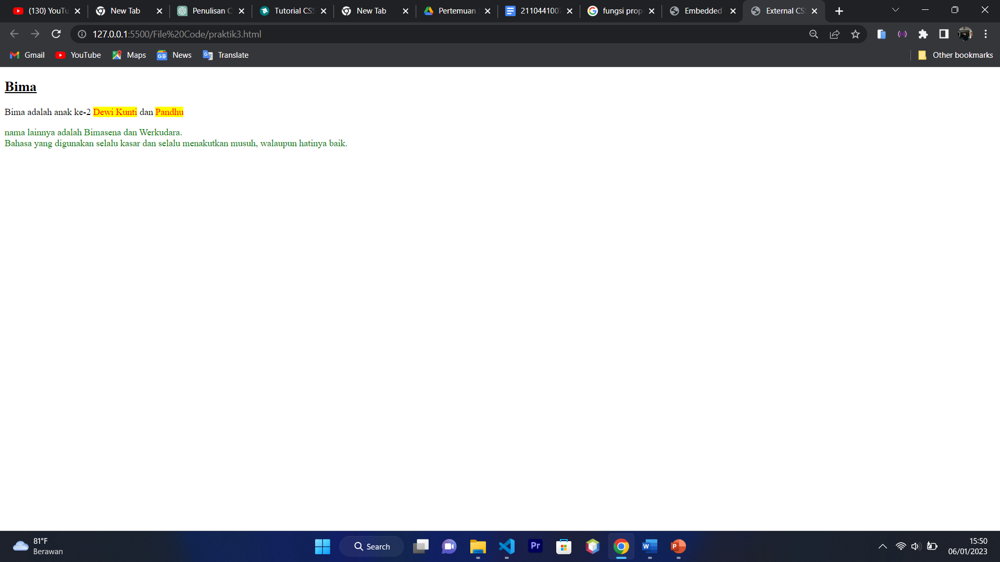 (130) YouTu
New Tab
Penulisan C
Tutorial CSS
New Tab
Pertemuan
2110441007
fungsi prop
Embedded
External CS
127.0.0.1:5500/File%20Code/praktik3.html
Gmail
YouTube
Maps
News
Translate
Other bookmarks
Bima
Bima adalah anak ke-2 Dewi Kunti dan Pandhu
nama lainnya adalah Bimasena dan Werkudara.
Bahasa yang digunakan selalu kasar dan selalu menakutkan musuh, walaupun hatinya baik.
81°F
Berawan
Search
Pr
15:50
06/01/2023